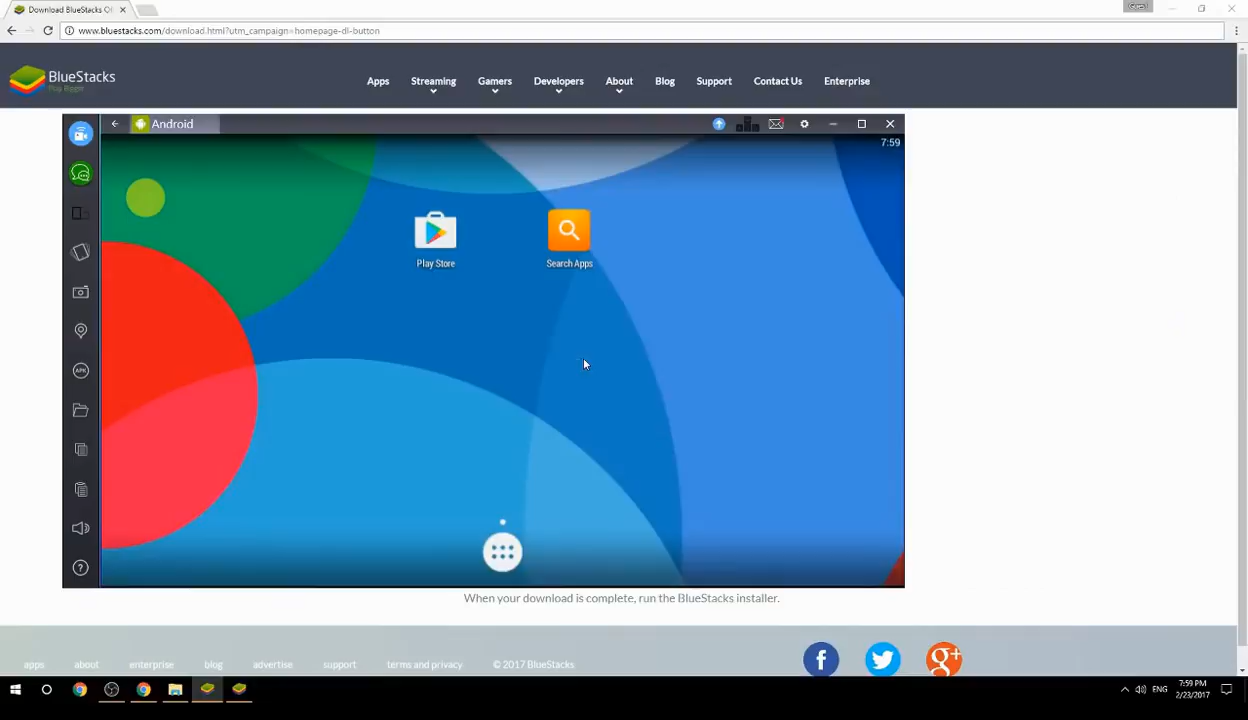 Download BlueStacks Of
www.bluestacks.com/download.html?utm_campaign=homepage-dl-button
BlueStacks
Play Bigger
Apps
Streaming
Gamers
Developers
About
Blog
Support
Contact Us
Enterprise
Android
7:59
Play Store
Search Apps
APK
When your download is complete, run the BlueStacks installer.
apps
about
enterprise
blog
advertise
support
terms and privacy
© 2017 BlueStacks
ENG
7:59 PM
2/23/2017